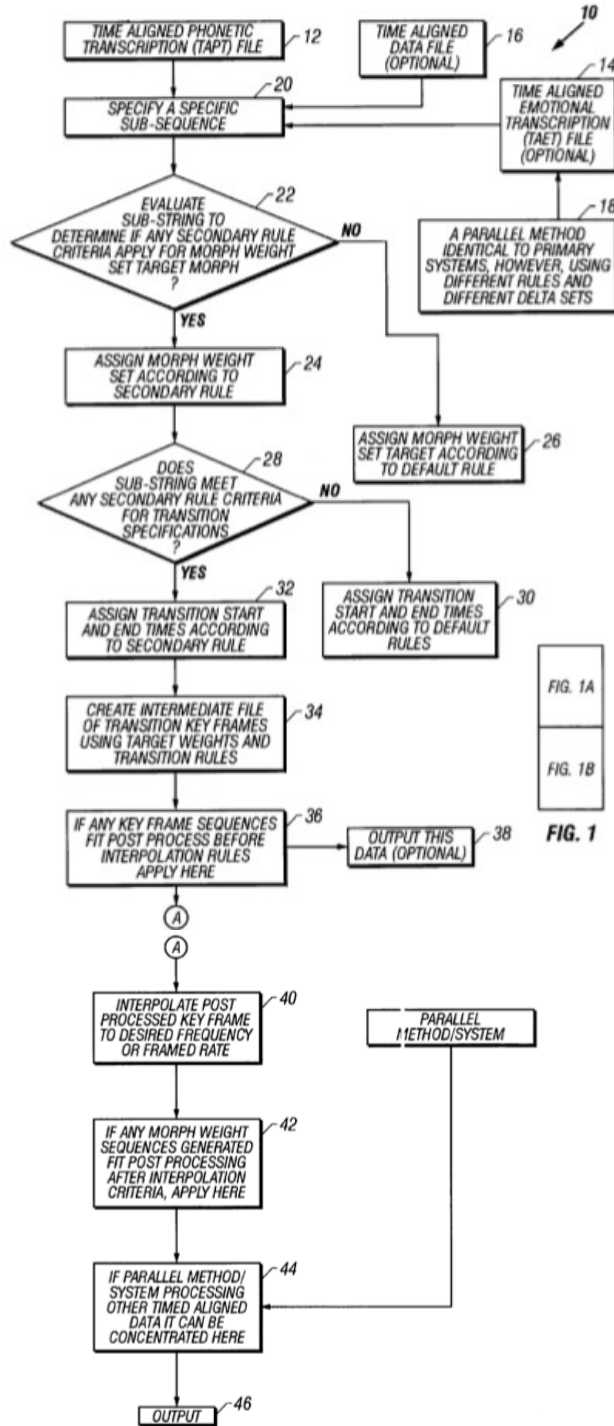 10
TIME ALIGNED PHONETIC
TRANSCRIPTION (TAPT) FILE
12
TIME ALIGNED
DATA FILE
(OPTIONAL)
16
14
TIME ALIGNED
EMOTIONAL
TRANSCRIPTION
(TAET) FILE
(OPTIONAL)
20
SPECIFY A SPECIFIC
SUB-SEQUENCE
18
A PARALLEL METHOD
IDENTICAL TO PRIMARY
SYSTEMS, HOWEVER, USING
DIFFERENT RULES AND
DIFFERENT DELTA SETS
22
EVALUATE
SUB-STRING TO
DETERMINE IF ANY SECONDARY RULE
CRITERIA APPLY FOR MORPH WEIGHT
SET TARGET MORPH
?
NO
YES
ASSIGN MORPH WEIGHT
SET ACCORDING TO
SECONDARY RULE
24
ASSIGN MORPH WEIGHT
SET TARGET ACCORDING
TO DEFAULT RULE
26
28
DOES
SUB-STRING MEET
ANY SECONDARY RULE CRITERIA
FOR TRANSITION
SPECIFICATIONS
?
NO
YES
32
ASSIGN TRANSITION START
AND END TIMES ACCORDING
TO SECONDARY RULE
ASSIGN TRANSITION
START AND END TIMES
ACCORDING TO DEFAULT
RULES
30
CREATE INTERMEDIATE FILE
OF TRANSITION KEY FRAMES
USING TARGET WEIGHTS AND
TRANSITION RULES
34
FIG. 1A
FIG. 1B
FIG. 1
IF ANY KEY FRAME SEQUENCES
FIT POST PROCESS BEFORE
INTERPOLATION RULES
APPLY HERE
36
OUTPUT THIS
DATA (OPTIONAL)
38
A
A
INTERPOLATE POST
PROCESSED KEY FRAME
TO DESIRED FREQUENCY
OR FRAMED RATE
40
PARALLEL
METHOD/SYSTEM
IF ANY MORPH WEIGHT
SEQUENCES GENERATED
FIT POST PROCESSING
AFTER INTERPOLATION
CRITERIA, APPLY HERE
42
IF PARALLEL METHOD/
SYSTEM PROCESSING
OTHER TIMED ALIGNED
DATA IT CAN BE
CONCENTRATED HERE
44
OUTPUT
46